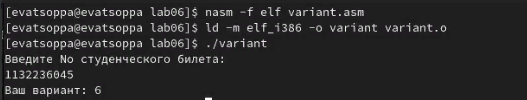 [evatsoppa@evatsoppa lab06]$ nasm -f elf variant.asm
[evatsoppa@evatsoppa lab06]$ ld -m elf_i386 -o variant variant.o
[evatsoppa@evatsoppa lab06]$ ./variant
Введите No студенческого билета:
1132236045
Ваш вариант: 6